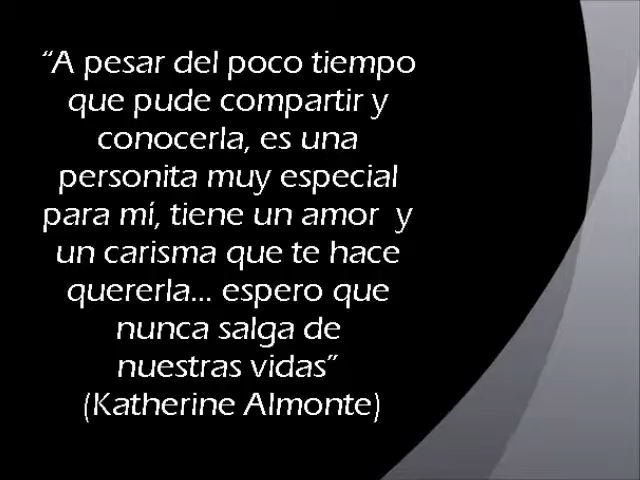 “A pesar del poco tiempo
que pude compartir y
conocerla, es una
personita muy especial
para mí, tiene un amor y
un carisma que te hace
quererla... espero que
nunca salga de
nuestras vidas”
(Katherine Almonte)